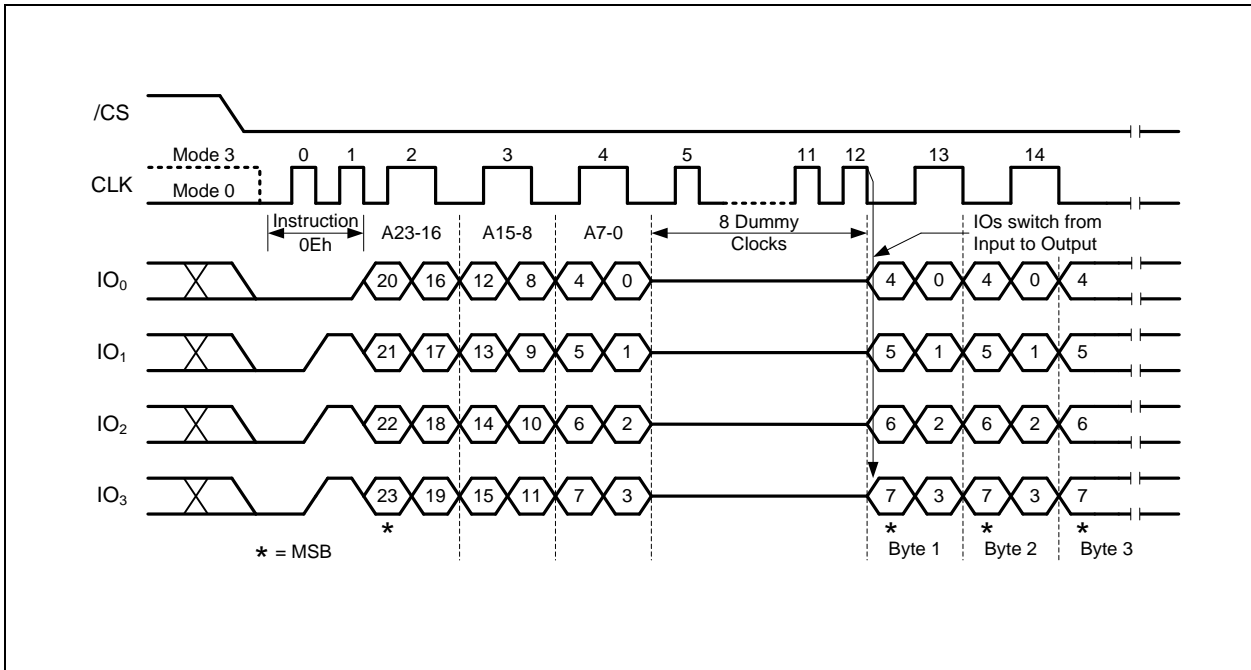 /CS
Mode 3 0 1 2 3 4 5 11 12 13 14
CLK Mode 0
Instruction 0Eh A23-16 A15-8 A7-0 8 Dummy Clocks IOs switch from Input to Output
IO0 20 16 12 8 4 0 4 0 4 0 4
IO1 21 17 13 9 5 1 5 1 5 1 5
IO2 22 18 14 10 6 2 6 2 6 2 6
IO3 23 19 15 11 7 3 7 3 7 3 7
* * * *
* = MSB Byte 1 Byte 2 Byte 3